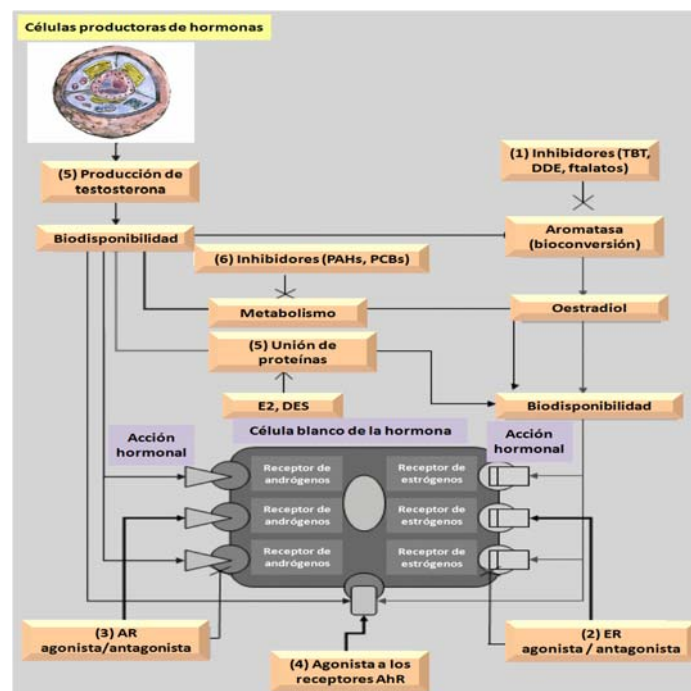 Células productoras de hormonas
(5) Producción de
testosterona
(1) Inhibidores (TBT,
DDE, ftalatos)
Biodisponibilidad
Aromatasa
(bioconversión)
(6) Inhibidores (PAHs, PCBs)
Metabolismo
Oestradiol
(5) Unión de
proteínas
E2, DES
Biodisponibilidad
Acción
hormonal
Célula blanco de la hormona
Acción
hormonal
Receptor de
andrógenos
Receptor de
estrógenos
Receptor de
andrógenos
Receptor de
estrógenos
Receptor de
andrógenos
Receptor de
estrógenos
(3) AR
agonista/antagonista
(4) Agonista a los
receptores AhR
(2) ER
agonista / antagonista